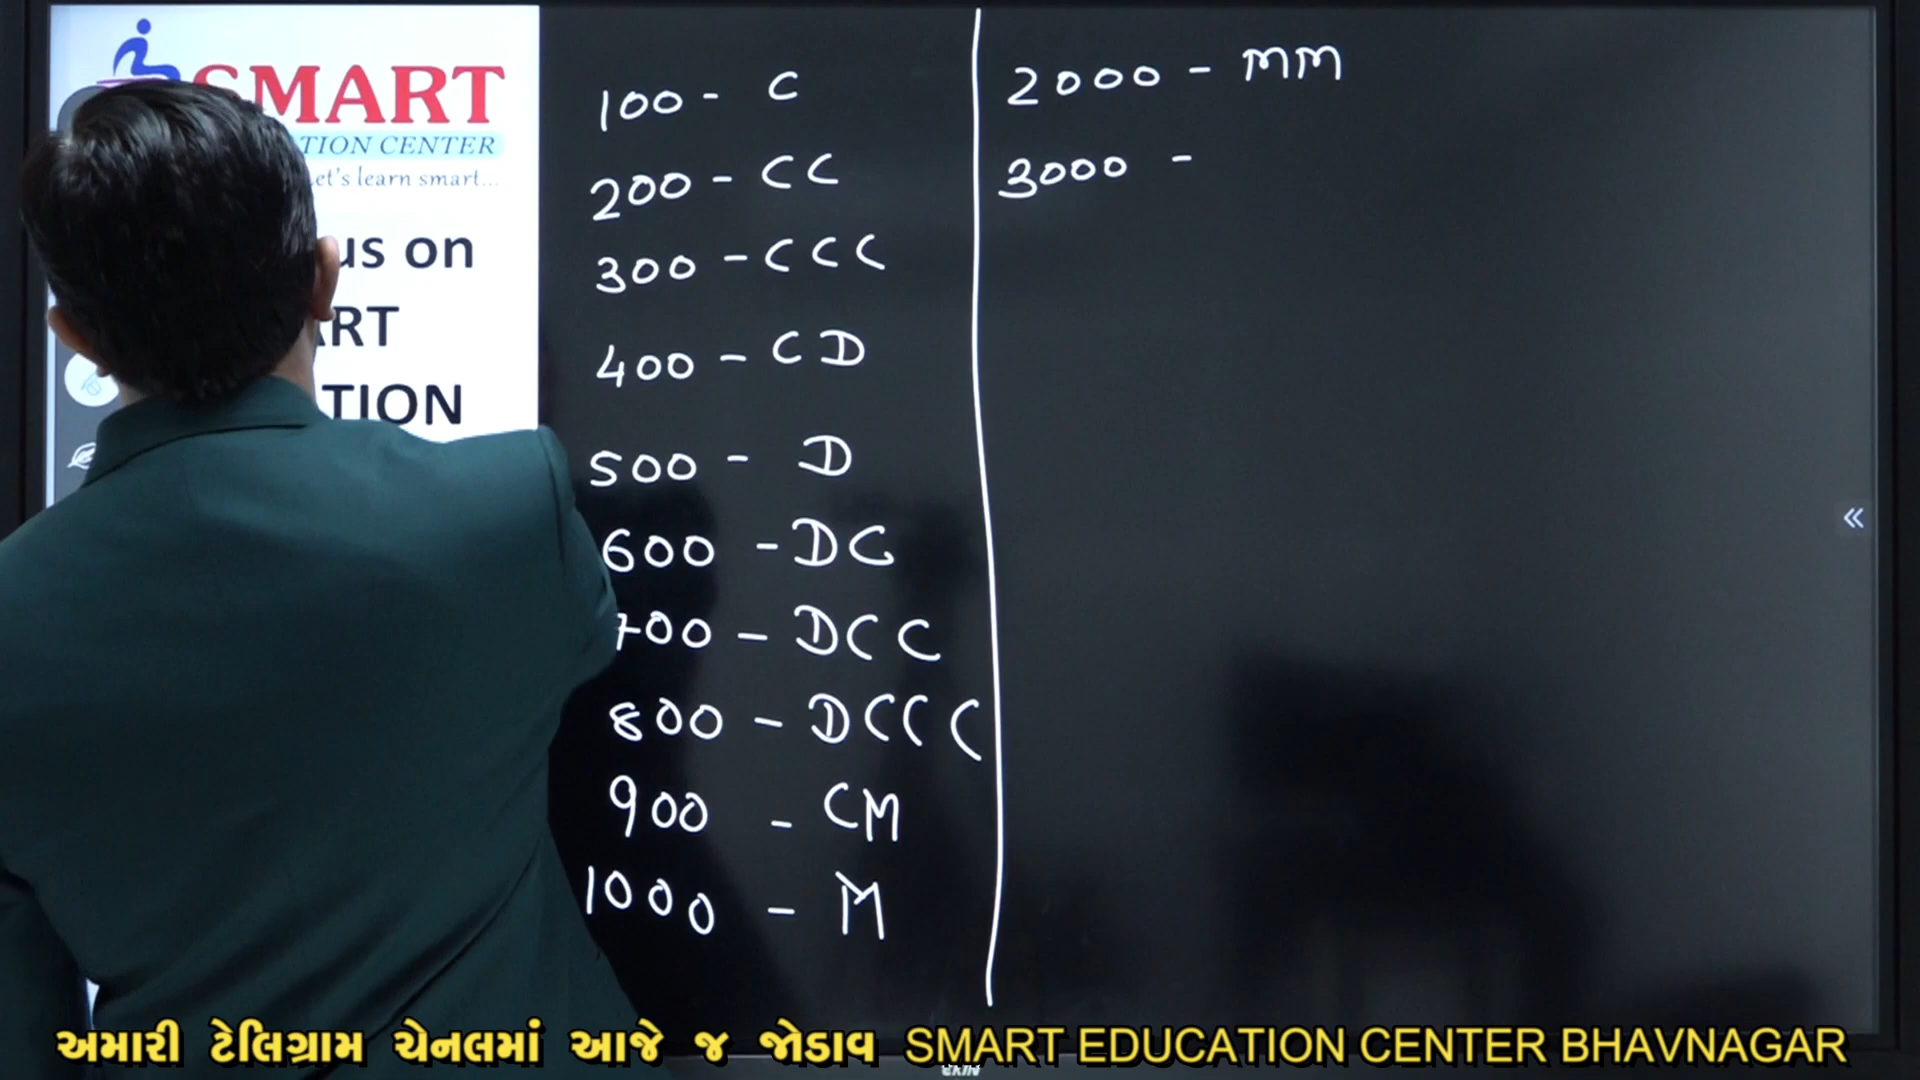 SMART
TION CENTER
Let's learn smart...
us on
RT
TION
100 - C
200 - CC
300 - CCC
400 - CD
500 - D
600 - DC
700 - DCC
800 - DCCC
900 - CM
1000 - M
2000 - MM
3000 -
«
અમારી ટેલિગ્રામ ચેનલમાં આજે જ જોડાવ SMART EDUCATION CENTER BHAVNAGAR